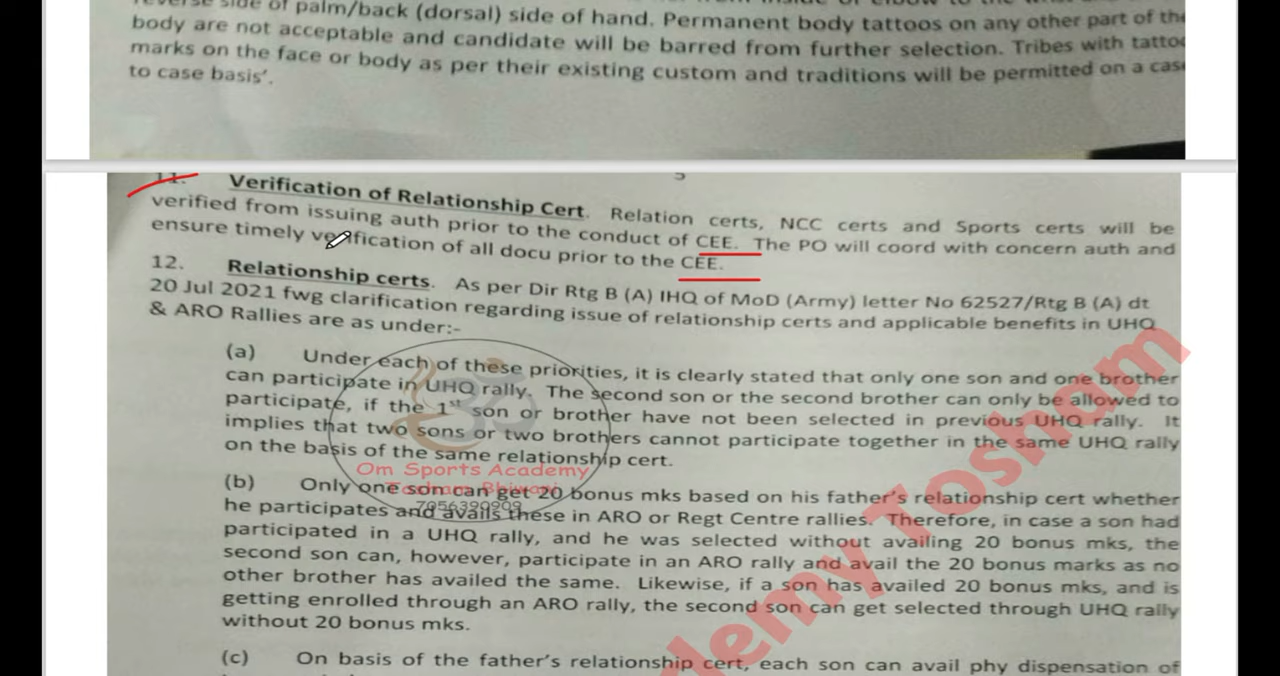 reverse side of palm/back (dorsal) side of hand. Permanent body tattoos on any other part of the
body are not acceptable and candidate will be barred from further selection. Tribes with tattoo
marks on the face or body as per their existing custom and traditions will be permitted on a case
to case basis'.
11. Verification of Relationship Cert. Relation certs, NCC certs and Sports certs will be
verified from issuing auth prior to the conduct of CEE. The PO will coord with concern auth and
ensure timely verification of all docu prior to the CEE.
12. Relationship certs. As per Dir Rtg B (A) IHQ of MoD (Army) letter No 62527/Rtg B (A) dt
20 Jul 2021 fwg clarification regarding issue of relationship certs and applicable benefits in UHQ
& ARO Rallies are as under:-
(a) Under each of these priorities, it is clearly stated that only one son and one brother
can participate in UHQ rally. The second son or the second brother can only be allowed to
participate, if the 1st son or brother have not been selected in previous UHQ rally. It
implies that two sons or two brothers cannot participate together in the same UHQ rally
on the basis of the same relationship cert.
Om Sports Academy
(b) Only one son can get 20 bonus mks based on his father's relationship cert whether
he participates and avails these in ARO or Regt Centre rallies. Therefore, in case a son had
participated in a UHQ rally, and he was selected without availing 20 bonus mks, the
second son can, however, participate in an ARO rally and avail the 20 bonus marks as no
other brother has availed the same. Likewise, if a son has availed 20 bonus mks, and is
getting enrolled through an ARO rally, the second son can get selected through UHQ rally
without 20 bonus mks.
(c) On basis of the father's relationship cert, each son can avail phy dispensation of
demy Tosham